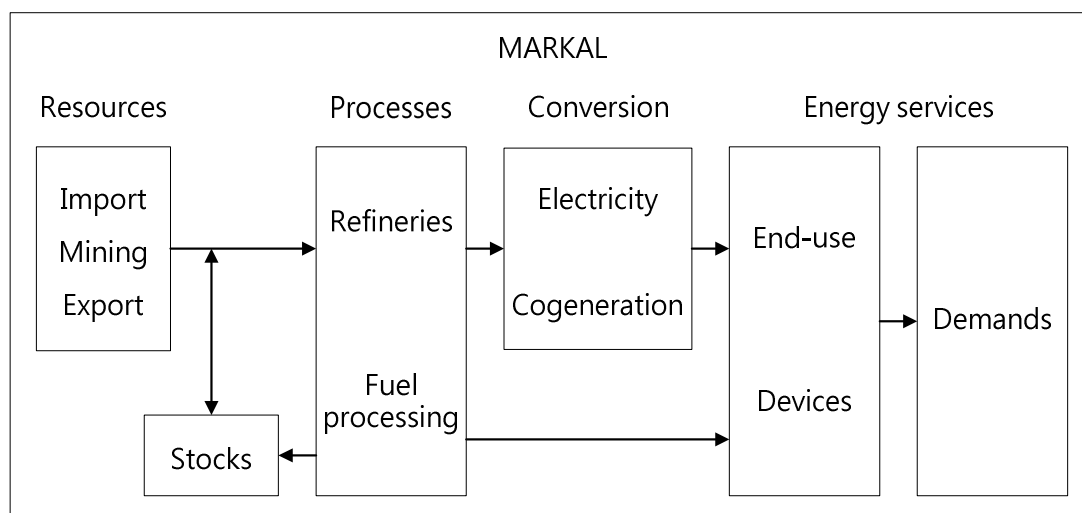 MARKAL
Resources
Processes
Conversion
Energy services
Import
Mining
Export
Stocks
Refineries
Fuel
processing
Electricity
Cogeneration
End-use
Devices
Demands